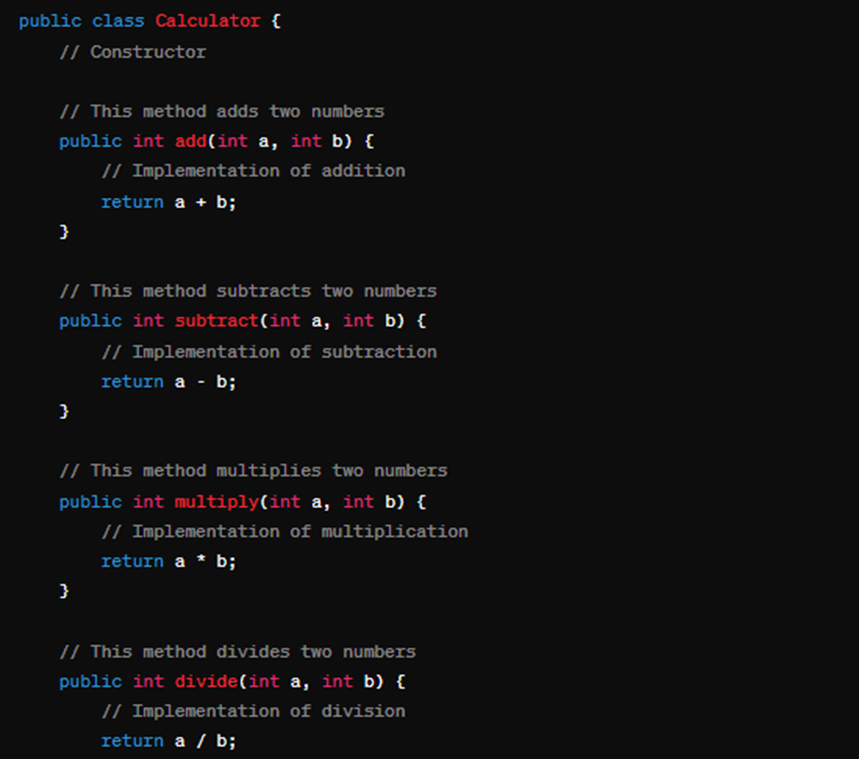 public class Calculator {
// Constructor
// This method adds two numbers
public int add(int a, int b) {
// Implementation of addition
return a + b;
}
// This method subtracts two numbers
public int subtract(int a, int b) {
// Implementation of subtraction
return a - b;
}
// This method multiplies two numbers
public int multiply(int a, int b) {
// Implementation of multiplication
return a * b;
}
// This method divides two numbers
public int divide(int a, int b) {
// Implementation of division
return a / b;